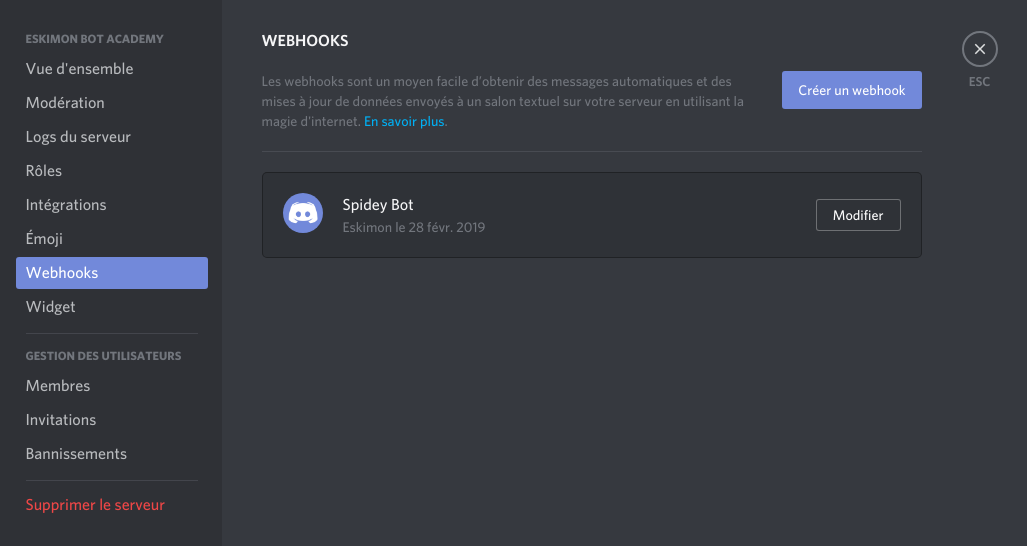 ESKIMON BOT ACADEMY
Vue d'ensemble
Modération
Logs du serveur
Rôles
Intégrations
Émoji
Webhooks
Widget
GESTION DES UTILISATEURS
Membres
Invitations
Bannissements
Supprimer le serveur
WEBHOOKS
Les webhooks sont un moyen facile d'obtenir des messages automatiques et des
mises à jour de données envoyés à un salon textuel sur votre serveur en utilisant la
magie d'internet. En savoir plus.
Créer un webhook
Spidey Bot
Eskimon le 28 févr. 2019
Modifier
ESC